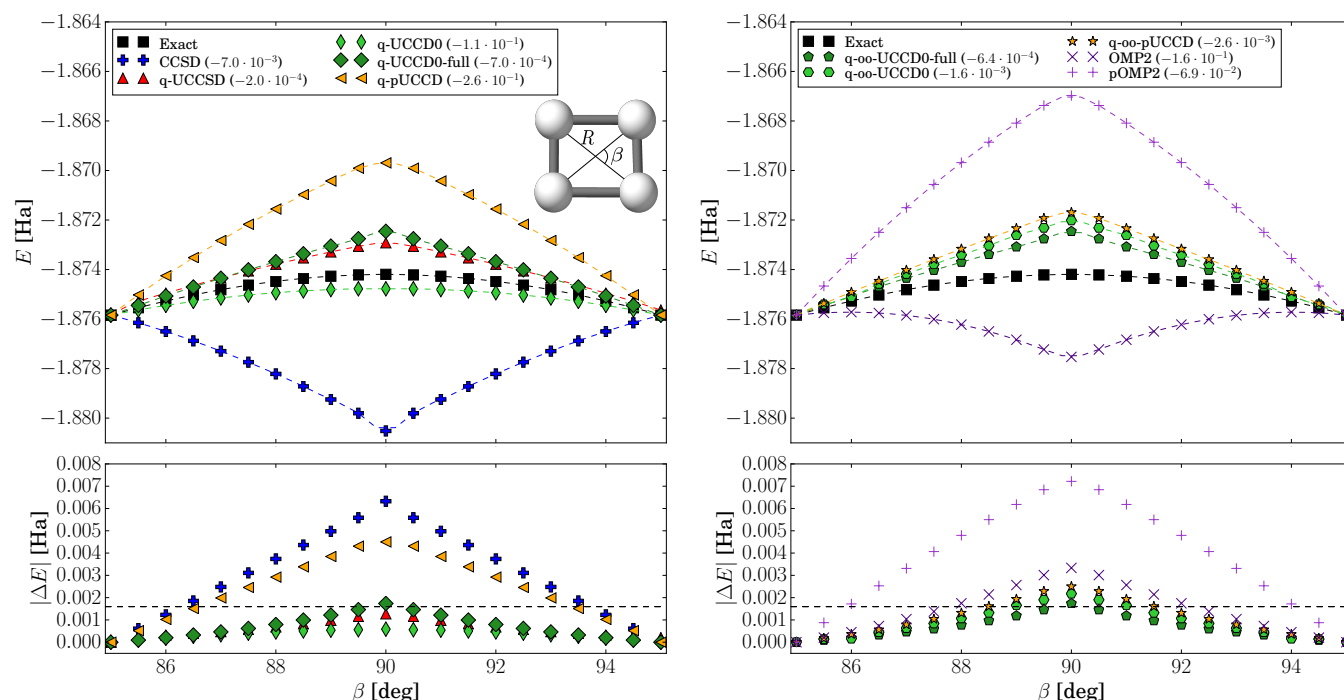 −1.864
−1.866
−1.868
−1.870
−1.872
−1.874
−1.876
−1.878
−1.880
E [Ha]
Exact
CCSD (−7.0 · 10⁻³)
q-UCCSD (−2.0 · 10⁻⁴)
q-UCCD0 (−1.1 · 10⁻¹)
q-UCCD0-full (−7.0 · 10⁻⁴)
q-pUCCD (−2.6 · 10⁻¹)
R
β
0.008
0.007
0.006
0.005
0.004
0.003
0.002
0.001
0.000
|ΔE| [Ha]
86 88 90 92 94
β [deg]
−1.864
−1.866
−1.868
−1.870
−1.872
−1.874
−1.876
−1.878
−1.880
E [Ha]
Exact
q-oo-UCCD0-full (−6.4 · 10⁻⁴)
q-oo-UCCD0 (−1.6 · 10⁻³)
q-oo-pUCCD (−2.6 · 10⁻³)
OMP2 (−1.6 · 10⁻¹)
pOMP2 (−6.9 · 10⁻²)
0.008
0.007
0.006
0.005
0.004
0.003
0.002
0.001
0.000
|ΔE| [Ha]
86 88 90 92 94
β [deg]